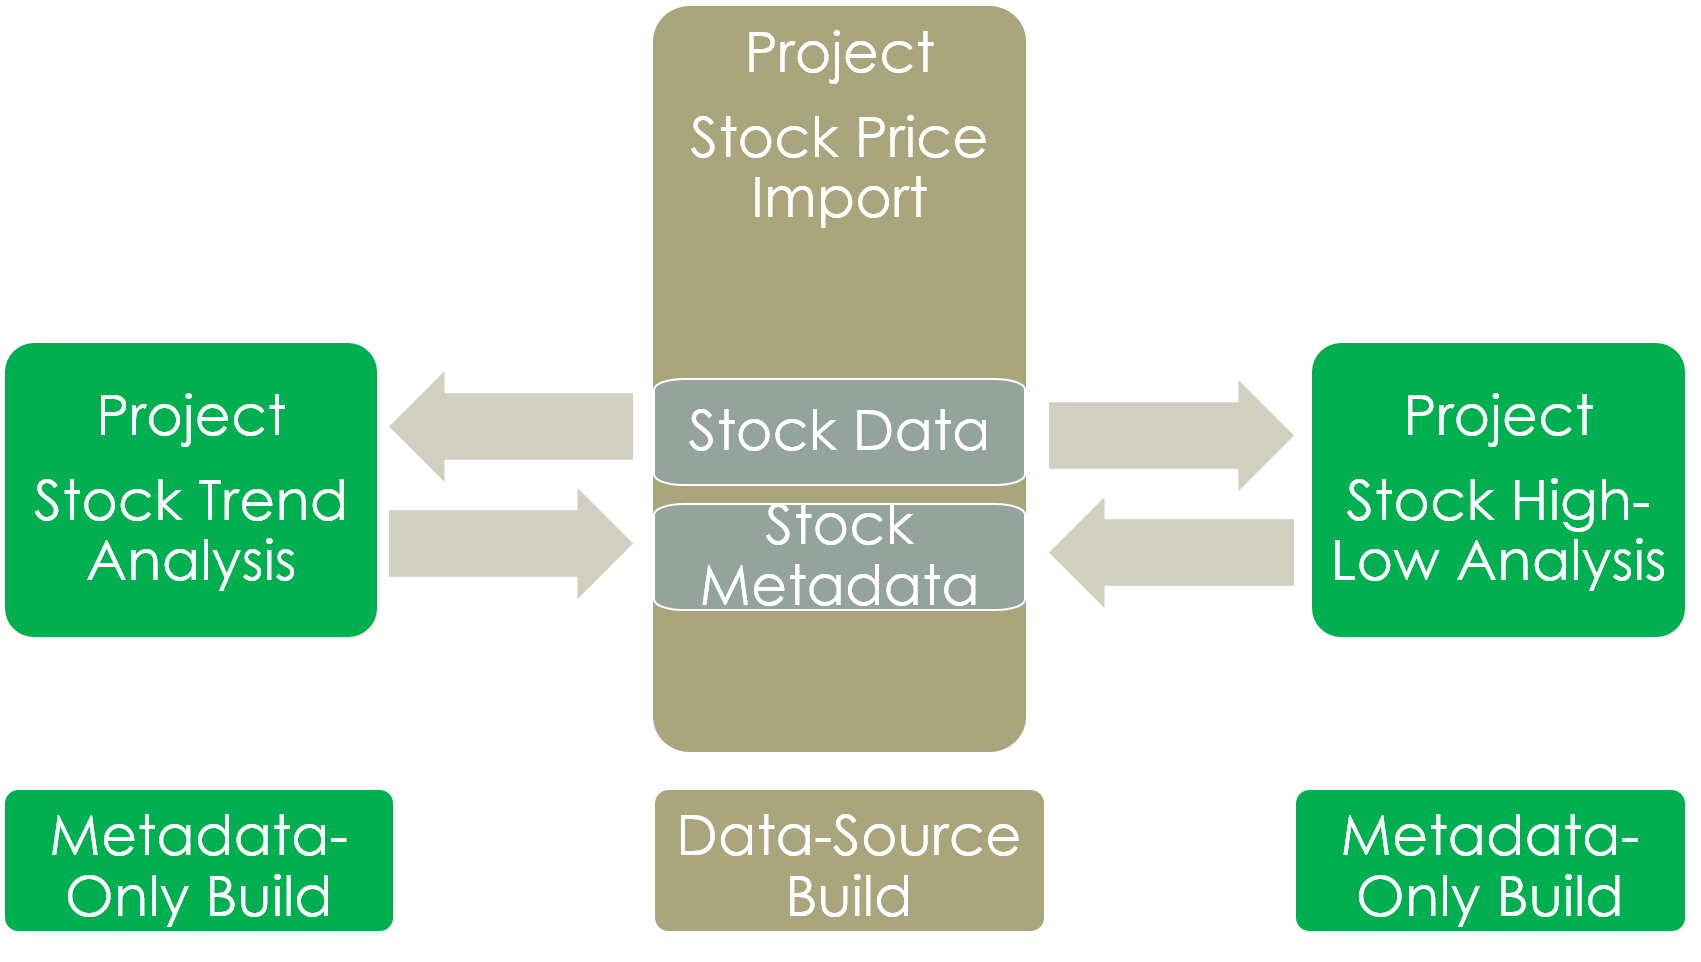 Project
Stock Price
Import
Project
Stock Trend
Analysis
Stock Data
Stock
Metadata
Project
Stock High-
Low Analysis
Metadata-
Only Build
Data-Source
Build
Metadata-
Only Build